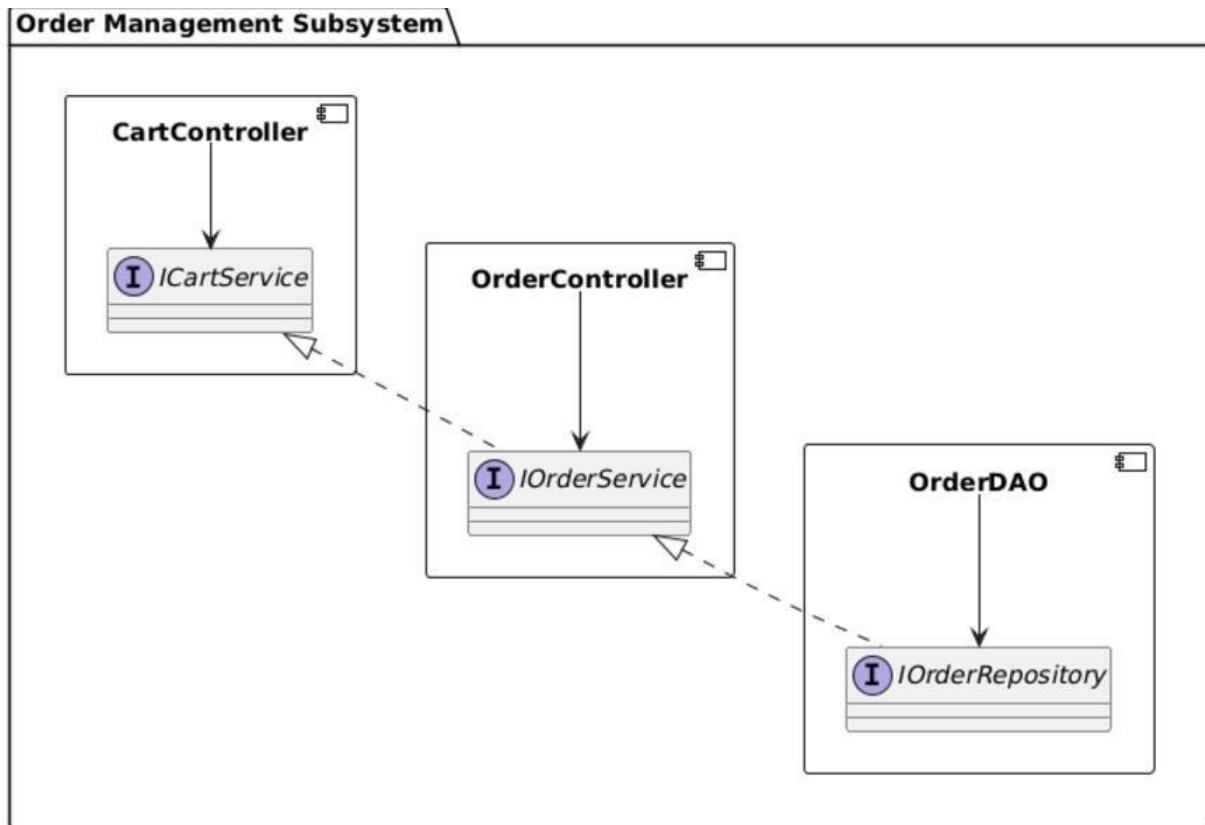 Order Management Subsystem
CartController
I ICartService
OrderController
I IOrderService
OrderDAO
I IOrderRepository